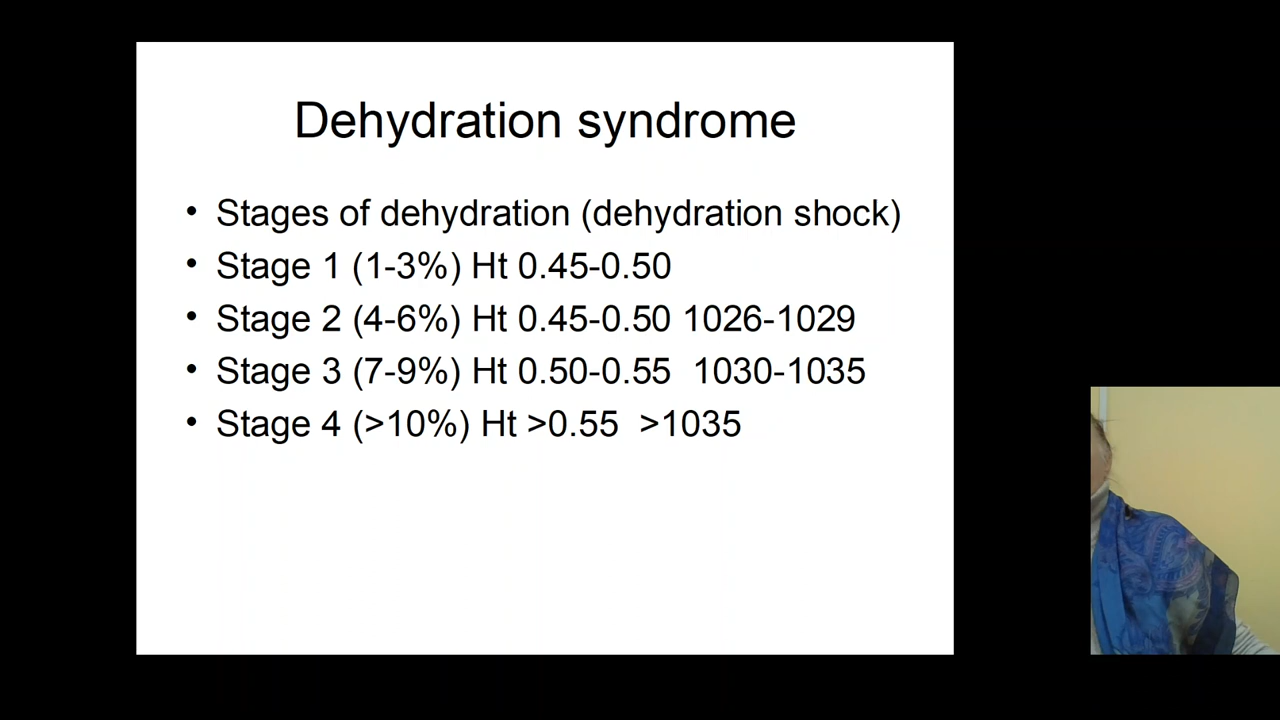 Dehydration syndrome
• Stages of dehydration (dehydration shock)
• Stage 1 (1-3%) Ht 0.45-0.50
• Stage 2 (4-6%) Ht 0.45-0.50 1026-1029
• Stage 3 (7-9%) Ht 0.50-0.55  1030-1035
• Stage 4 (>10%) Ht >0.55  >1035